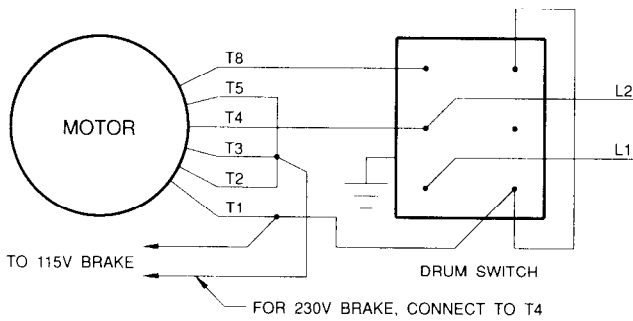 T8
T5
L2
MOTOR
T4
T3
L1
T2
T1
TO 115V BRAKE
DRUM SWITCH
FOR 230V BRAKE, CONNECT TO T4